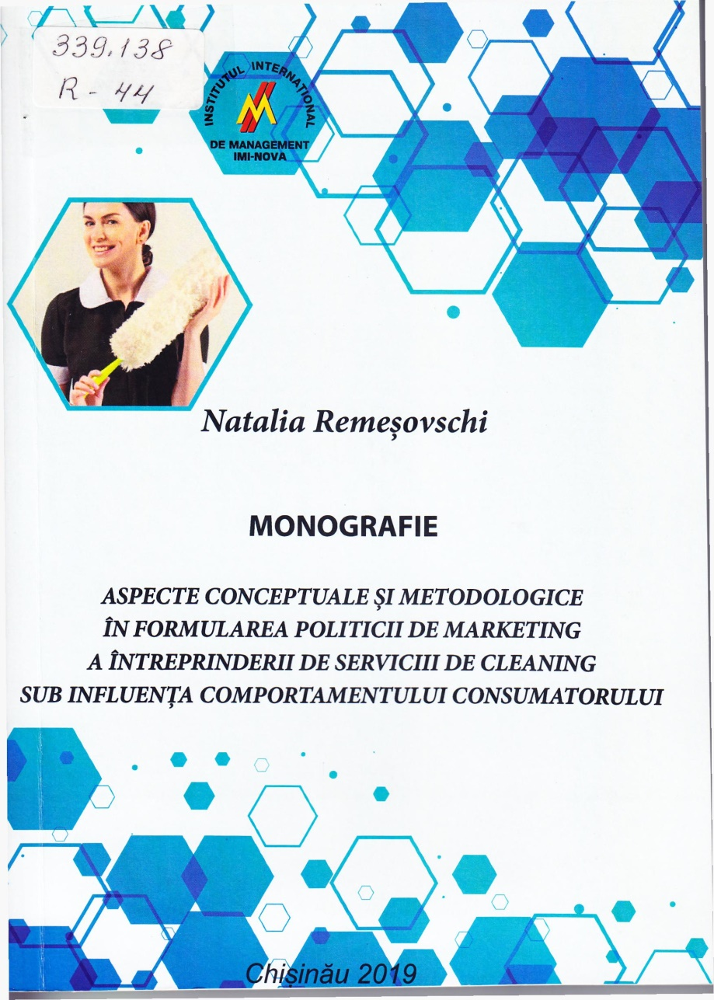 339.138
R - 44
INSTITUTUL INTERNAȚIONAL
DE MANAGEMENT
IMI-NOVA
Natalia Remeșovschi
MONOGRAFIE
ASPECTE CONCEPTUALE ȘI METODOLOGICE
ÎN FORMULAREA POLITICII DE MARKETING
A ÎNTREPRINDERII DE SERVICIII DE CLEANING
SUB INFLUENȚA COMPORTAMENTULUI CONSUMATORULUI
Chișinău 2019